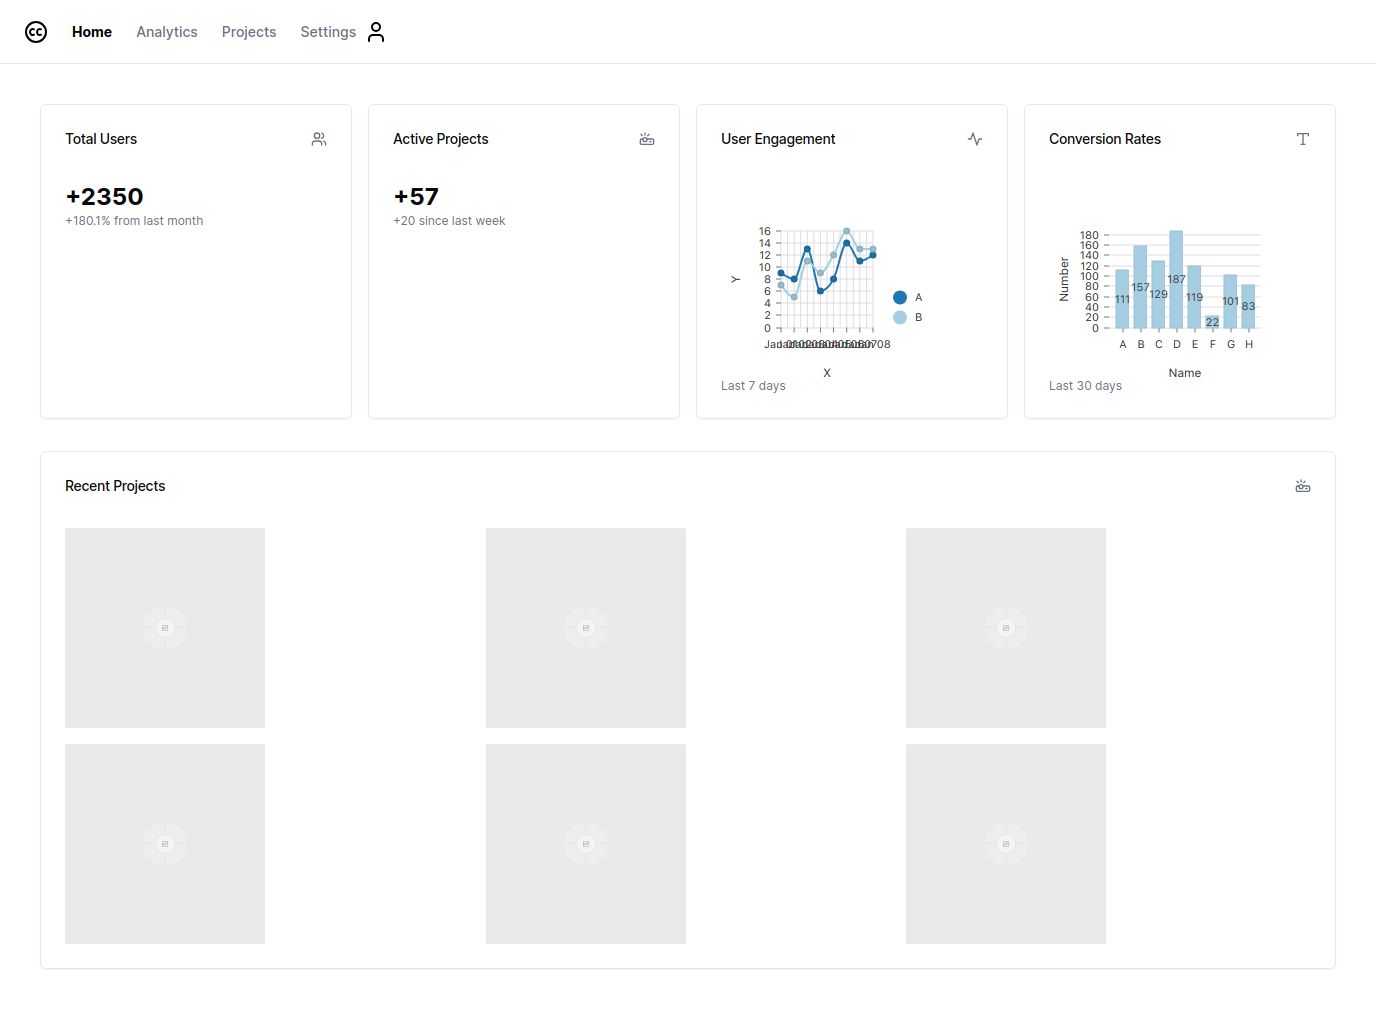 Home Analytics Projects Settings
Total Users
+2350
+180.1% from last month
Active Projects
+57
+20 since last week
User Engagement
16
14
12
10
8
6
4
2
0
Y
X
A
B
Last 7 days
Conversion Rates
180
160
140
120
100
80
60
40
20
0
Number
111
157
129
187
119
22
101
83
A B C D E F G H
Name
Last 30 days
Recent Projects